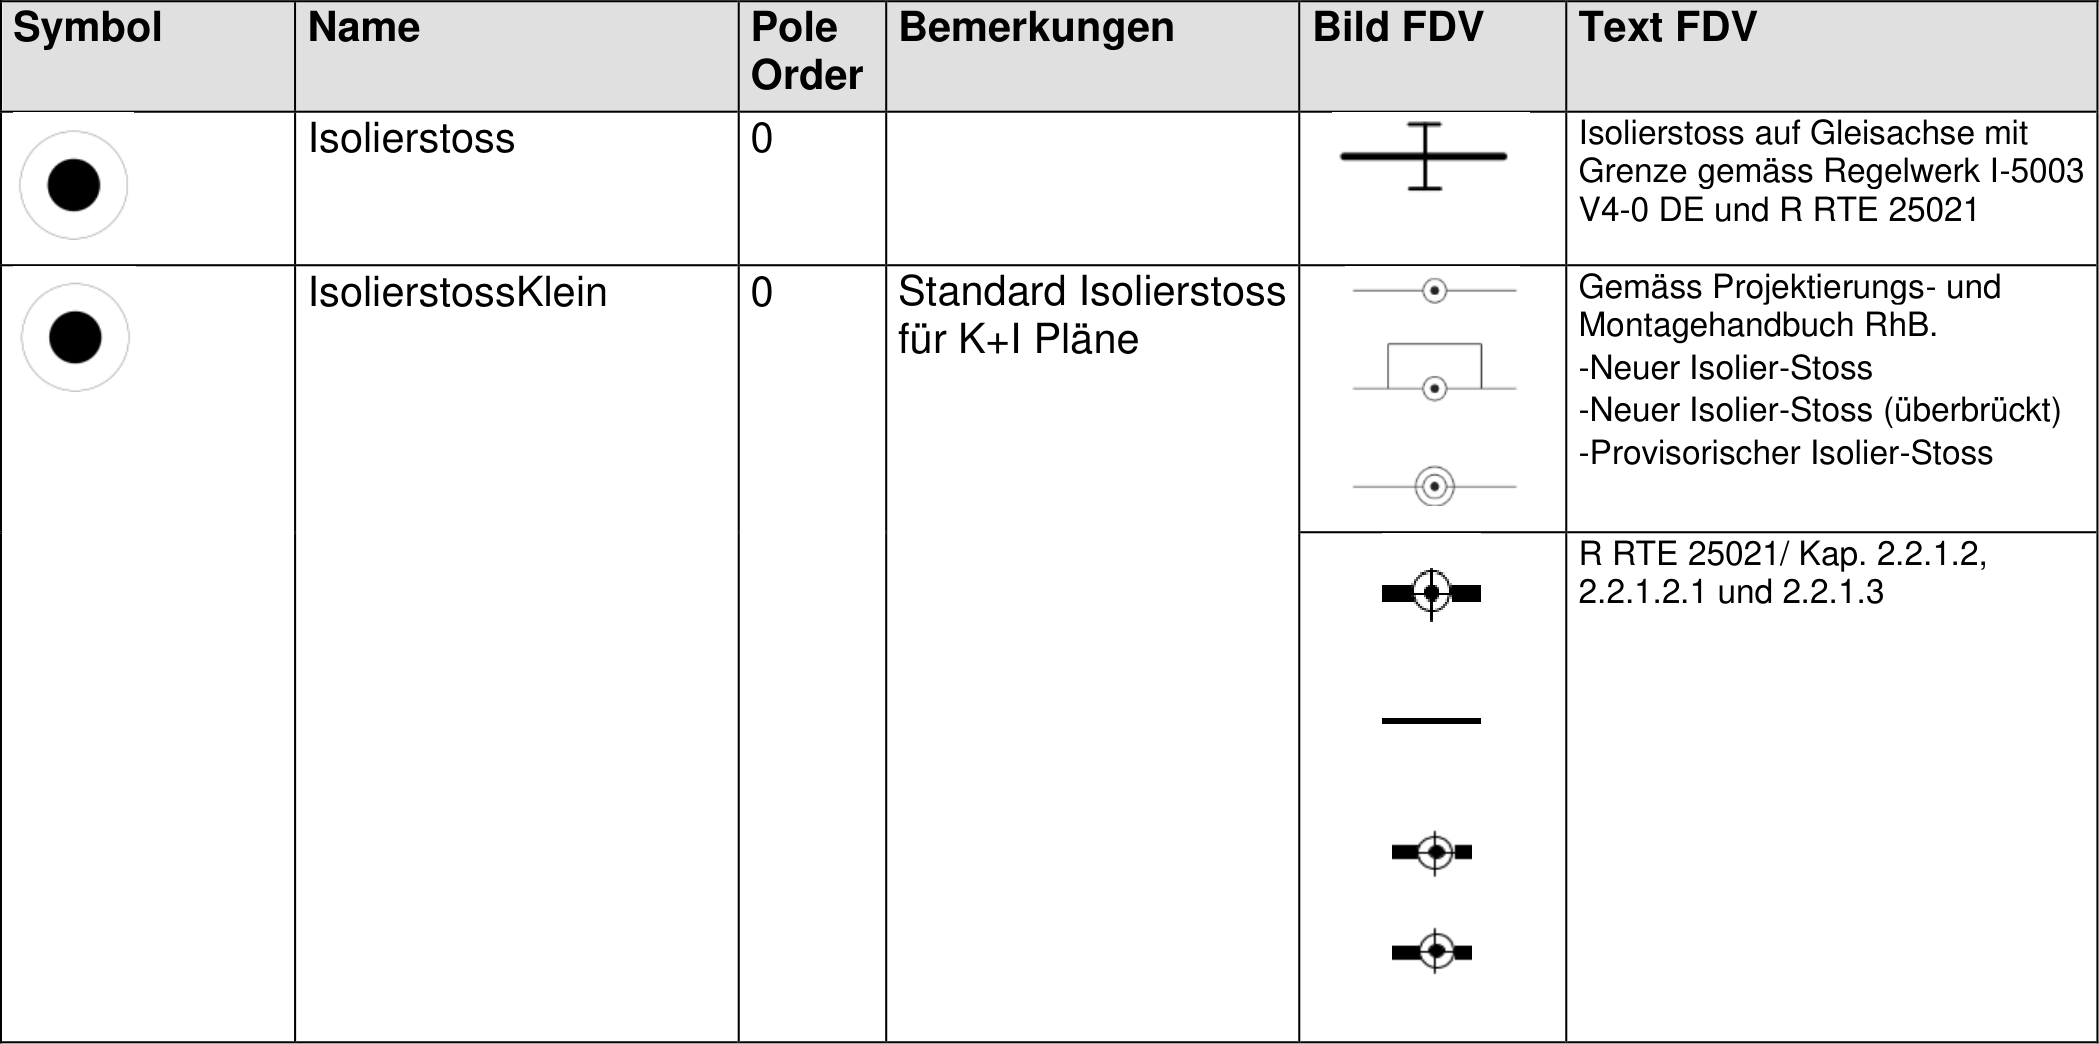 Symbol
Name
Pole
Order
Bemerkungen
Bild FDV
Text FDV
Isolierstoss
0
Isolierstoss auf Gleisachse mit
Grenze gemäss Regelwerk I-5003
V4-0 DE und R RTE 25021
IsolierstossKlein
0
Standard Isolierstoss
für K+I Pläne
Gemäss Projektierungs- und
Montagehandbuch RhB.
-Neuer Isolier-Stoss
-Neuer Isolier-Stoss (überbrückt)
-Provisorischer Isolier-Stoss
R RTE 25021/ Kap. 2.2.1.2,
2.2.1.2.1 und 2.2.1.3